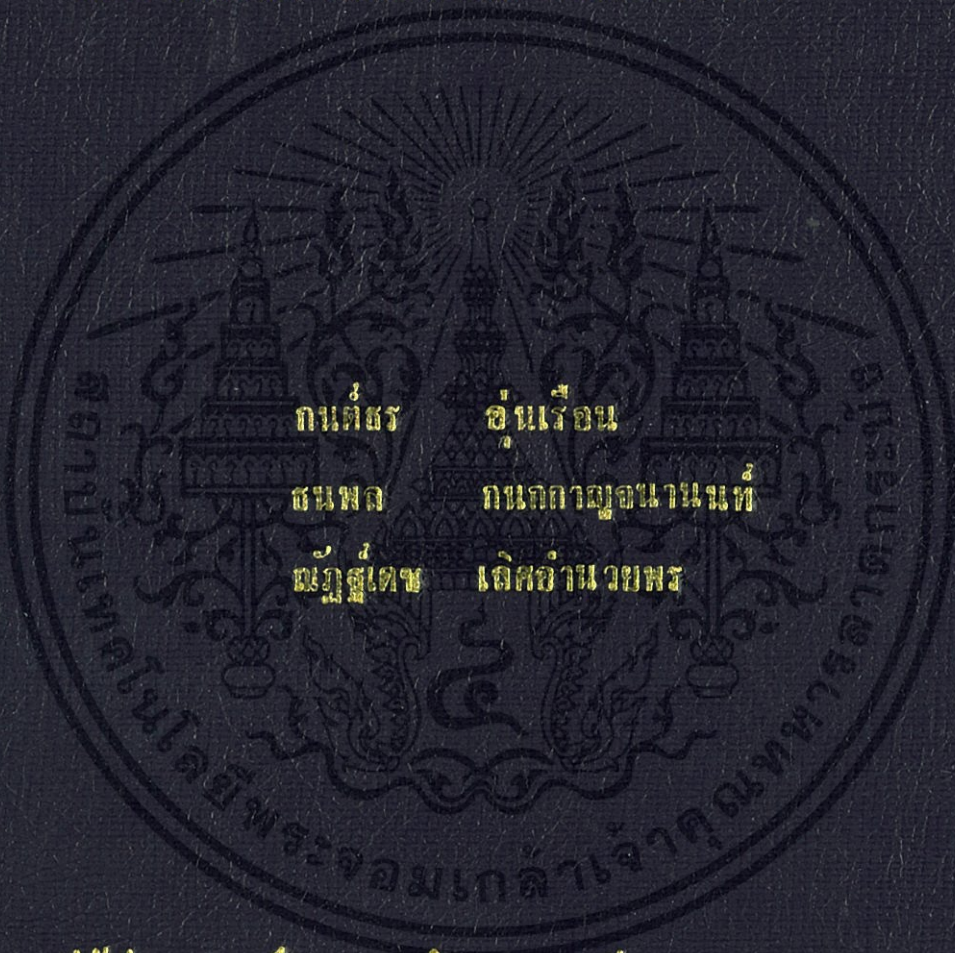 กนต์ธร อุ่นเรือน
ธนพล กนกกาญจนานนท์
ณัฏฐ์เดช เลิศอำนวยพร
สถาบันเทคโนโลยีพระจอมเกล้าเจ้าคุณทหารลาดกระบัง
๔